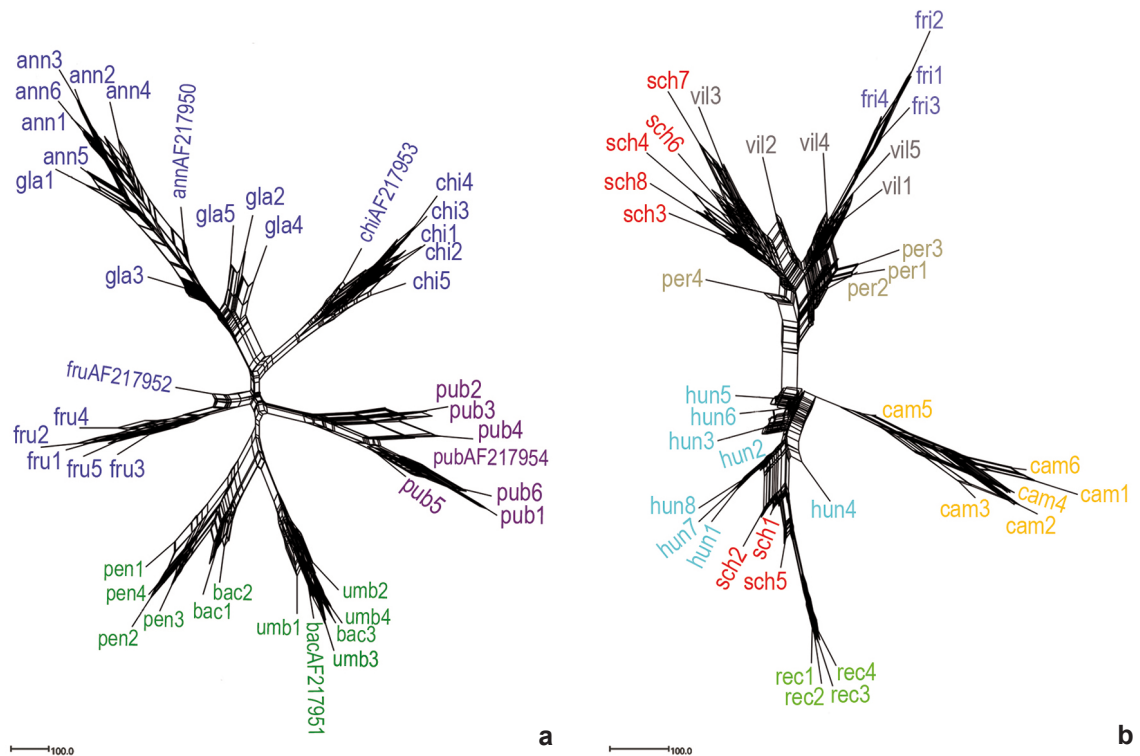 ann3
ann2
ann6
ann4
ann1
annAF217950
ann5
gla1
gla5
gla2
gla4
gla3
chiAF217953
chi4
chi3
chi1
chi2
chi5
fruAF217952
fru4
fru2
fru1
fru5
fru3
pub2
pub3
pub4
pubAF217954
pub5
pub6
pub1
pen1
pen4
pen2
pen3
bac1
bac2
umb1
bacAF217951
umb2
umb4
bac3
umb3
100.0
a
fri2
fri1
fri4
fri3
sch7
vil3
sch6
sch4
sch8
sch3
vil2
vil4
vil5
vil1
per3
per1
per2
per4
hun5
hun6
hun3
hun2
hun8
hun7
hun1
hun4
cam5
cam6
cam1
cam4
cam3
cam2
sch2
sch1
sch5
rec1
rec4
rec2
rec3
100.0
b